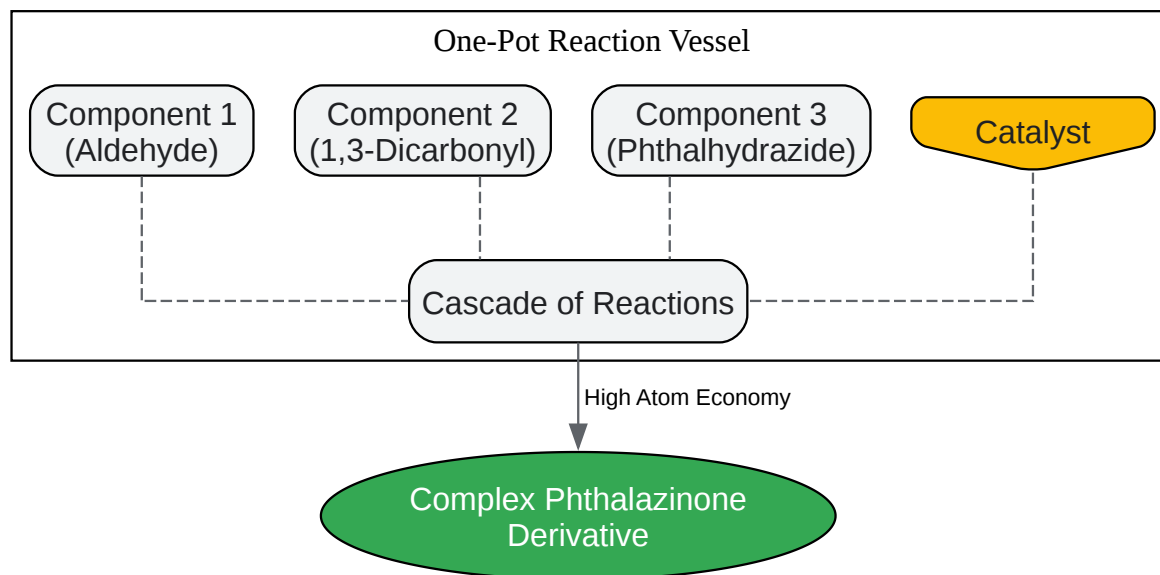 One-Pot Reaction Vessel
Component 1
(Aldehyde)
Component 2
(1,3-Dicarbonyl)
Component 3
(Phthalhydrazide)
Catalyst
Cascade of Reactions
High Atom Economy
Complex Phthalazinone
Derivative